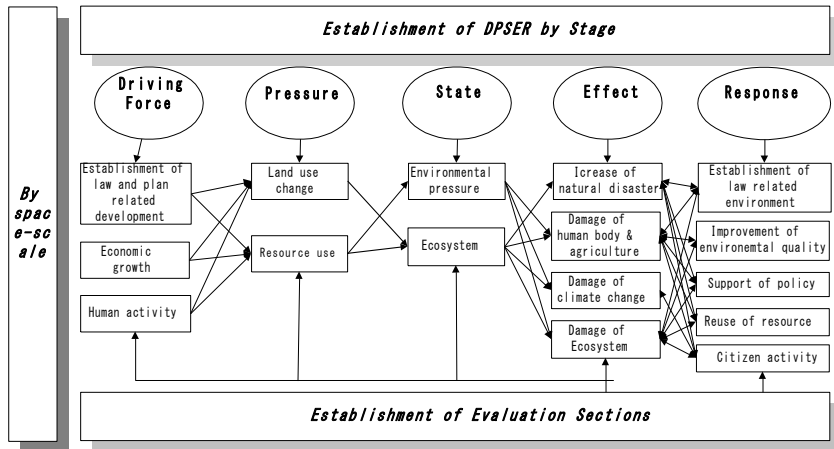 Establishment of DPSER by Stage
Driving
Force
Pressure
State
Effect
Response
By
spac
e-sc
ale
Establishment of
law and plan
related development
Economic
growth
Human activity
Land use
change
Resource use
Environmental
pressure
Ecosystem
Icrease of
natural disaster
Damage of
human body &
agriculture
Damage of
climate change
Damage of
Ecosystem
Establishment of
law related
environment
Improvement of
environemtal quality
Support of policy
Reuse of resource
Citizen activity
Establishment of Evaluation Sections